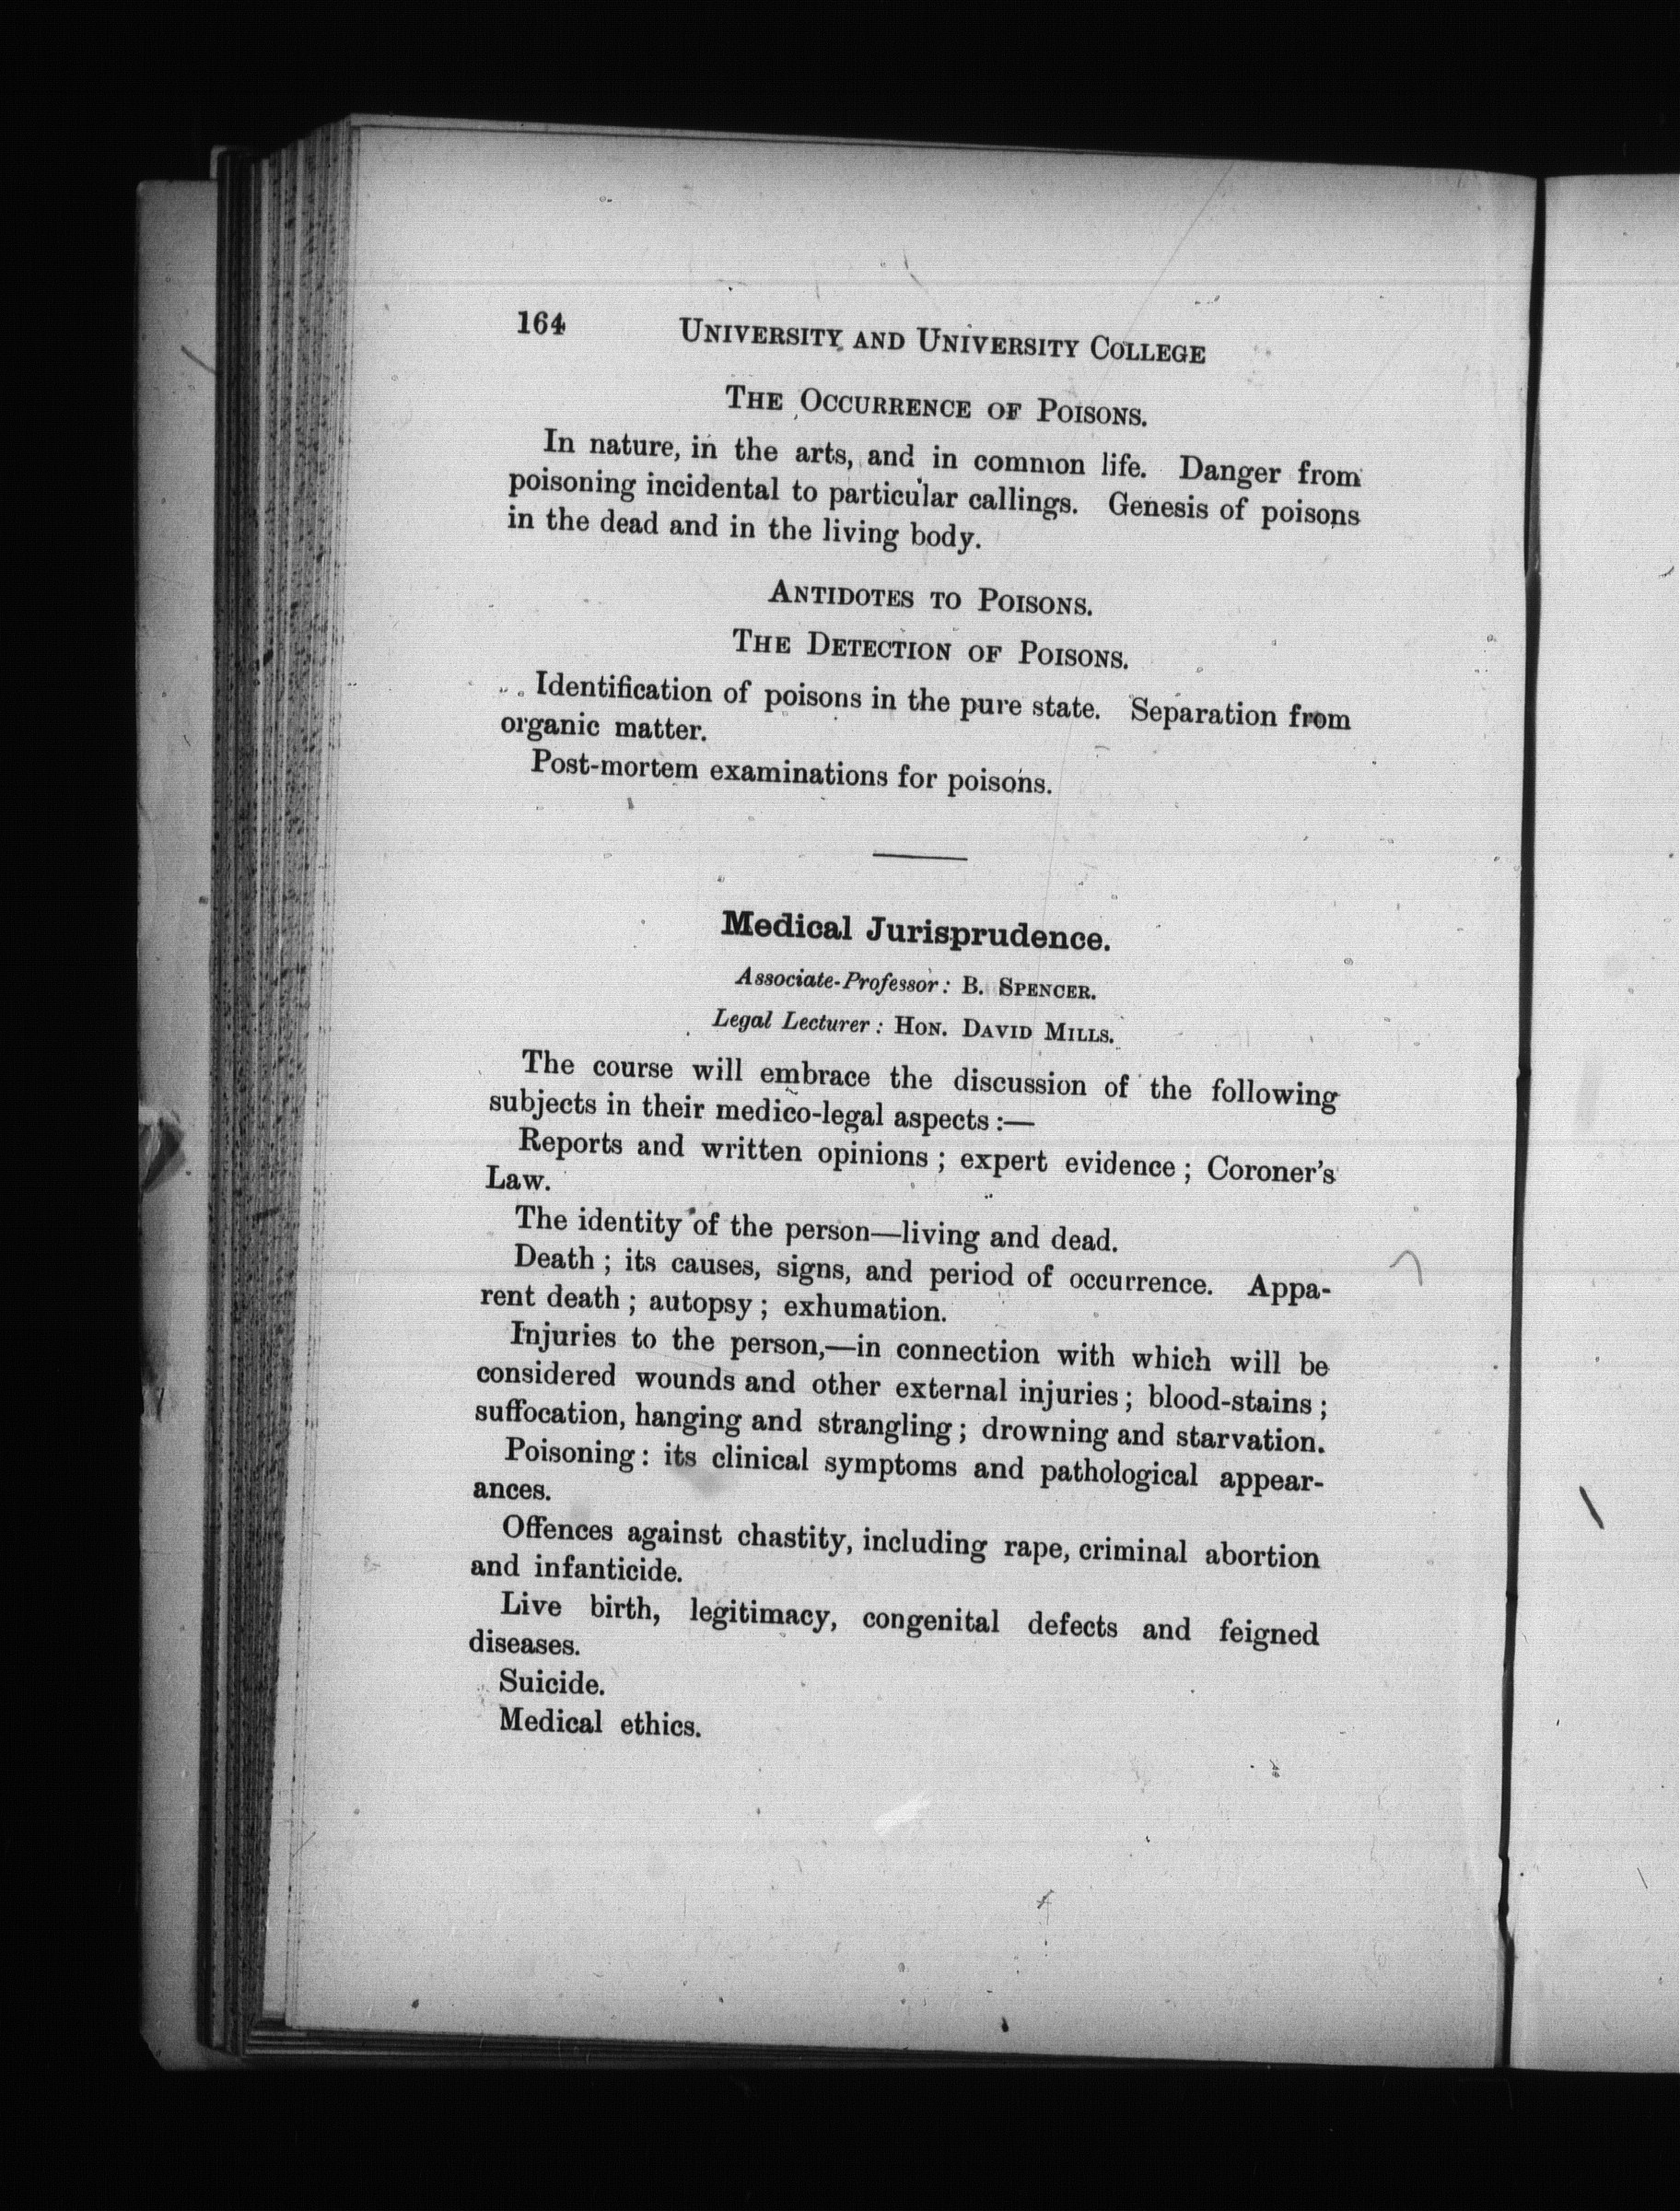 164 UNIVERSITY AND UNIVERSITY COLLEGE
THE OCCURRENCE OF POISONS.
In nature, in the arts, and in common life. Danger from
poisoning incidental to particular callings. Genesis of poisons
in the dead and in the living body.
ANTIDOTES TO POISONS.
THE DETECTION OF POISONS.
Identification of poisons in the pure state. Separation from
organic matter.
Post-mortem examinations for poisons.
Medical Jurisprudence.
Associate-Professor: B. SPENCER.
Legal Lecturer: HON. DAVID MILLS.
The course will embrace the discussion of the following
subjects in their medico-legal aspects:—
Reports and written opinions; expert evidence; Coroner's
Law.
The identity of the person—living and dead.
Death; its causes, signs, and period of occurrence. Appa-
rent death; autopsy; exhumation.
Injuries to the person,—in connection with which will be
considered wounds and other external injuries; blood-stains;
suffocation, hanging and strangling; drowning and starvation.
Poisoning: its clinical symptoms and pathological appear-
ances.
Offences against chastity, including rape, criminal abortion
and infanticide.
Live birth, legitimacy, congenital defects and feigned
diseases.
Suicide.
Medical ethics.